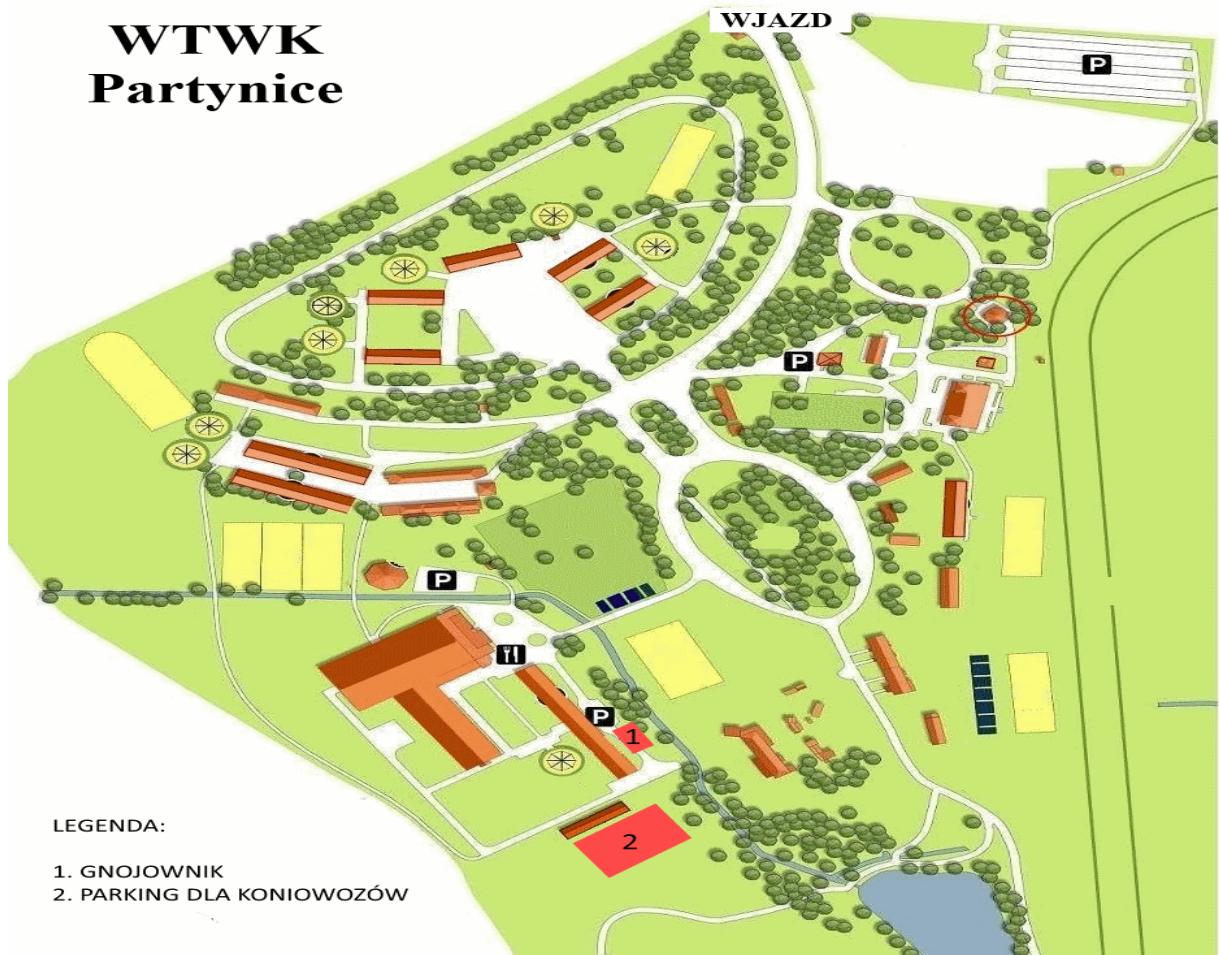 WTWK
Partynice
WJAZD
P
P
P
P
1
2
LEGENDA:
1. GNOJOWNIK
2. PARKING DLA KONIOWOZÓW